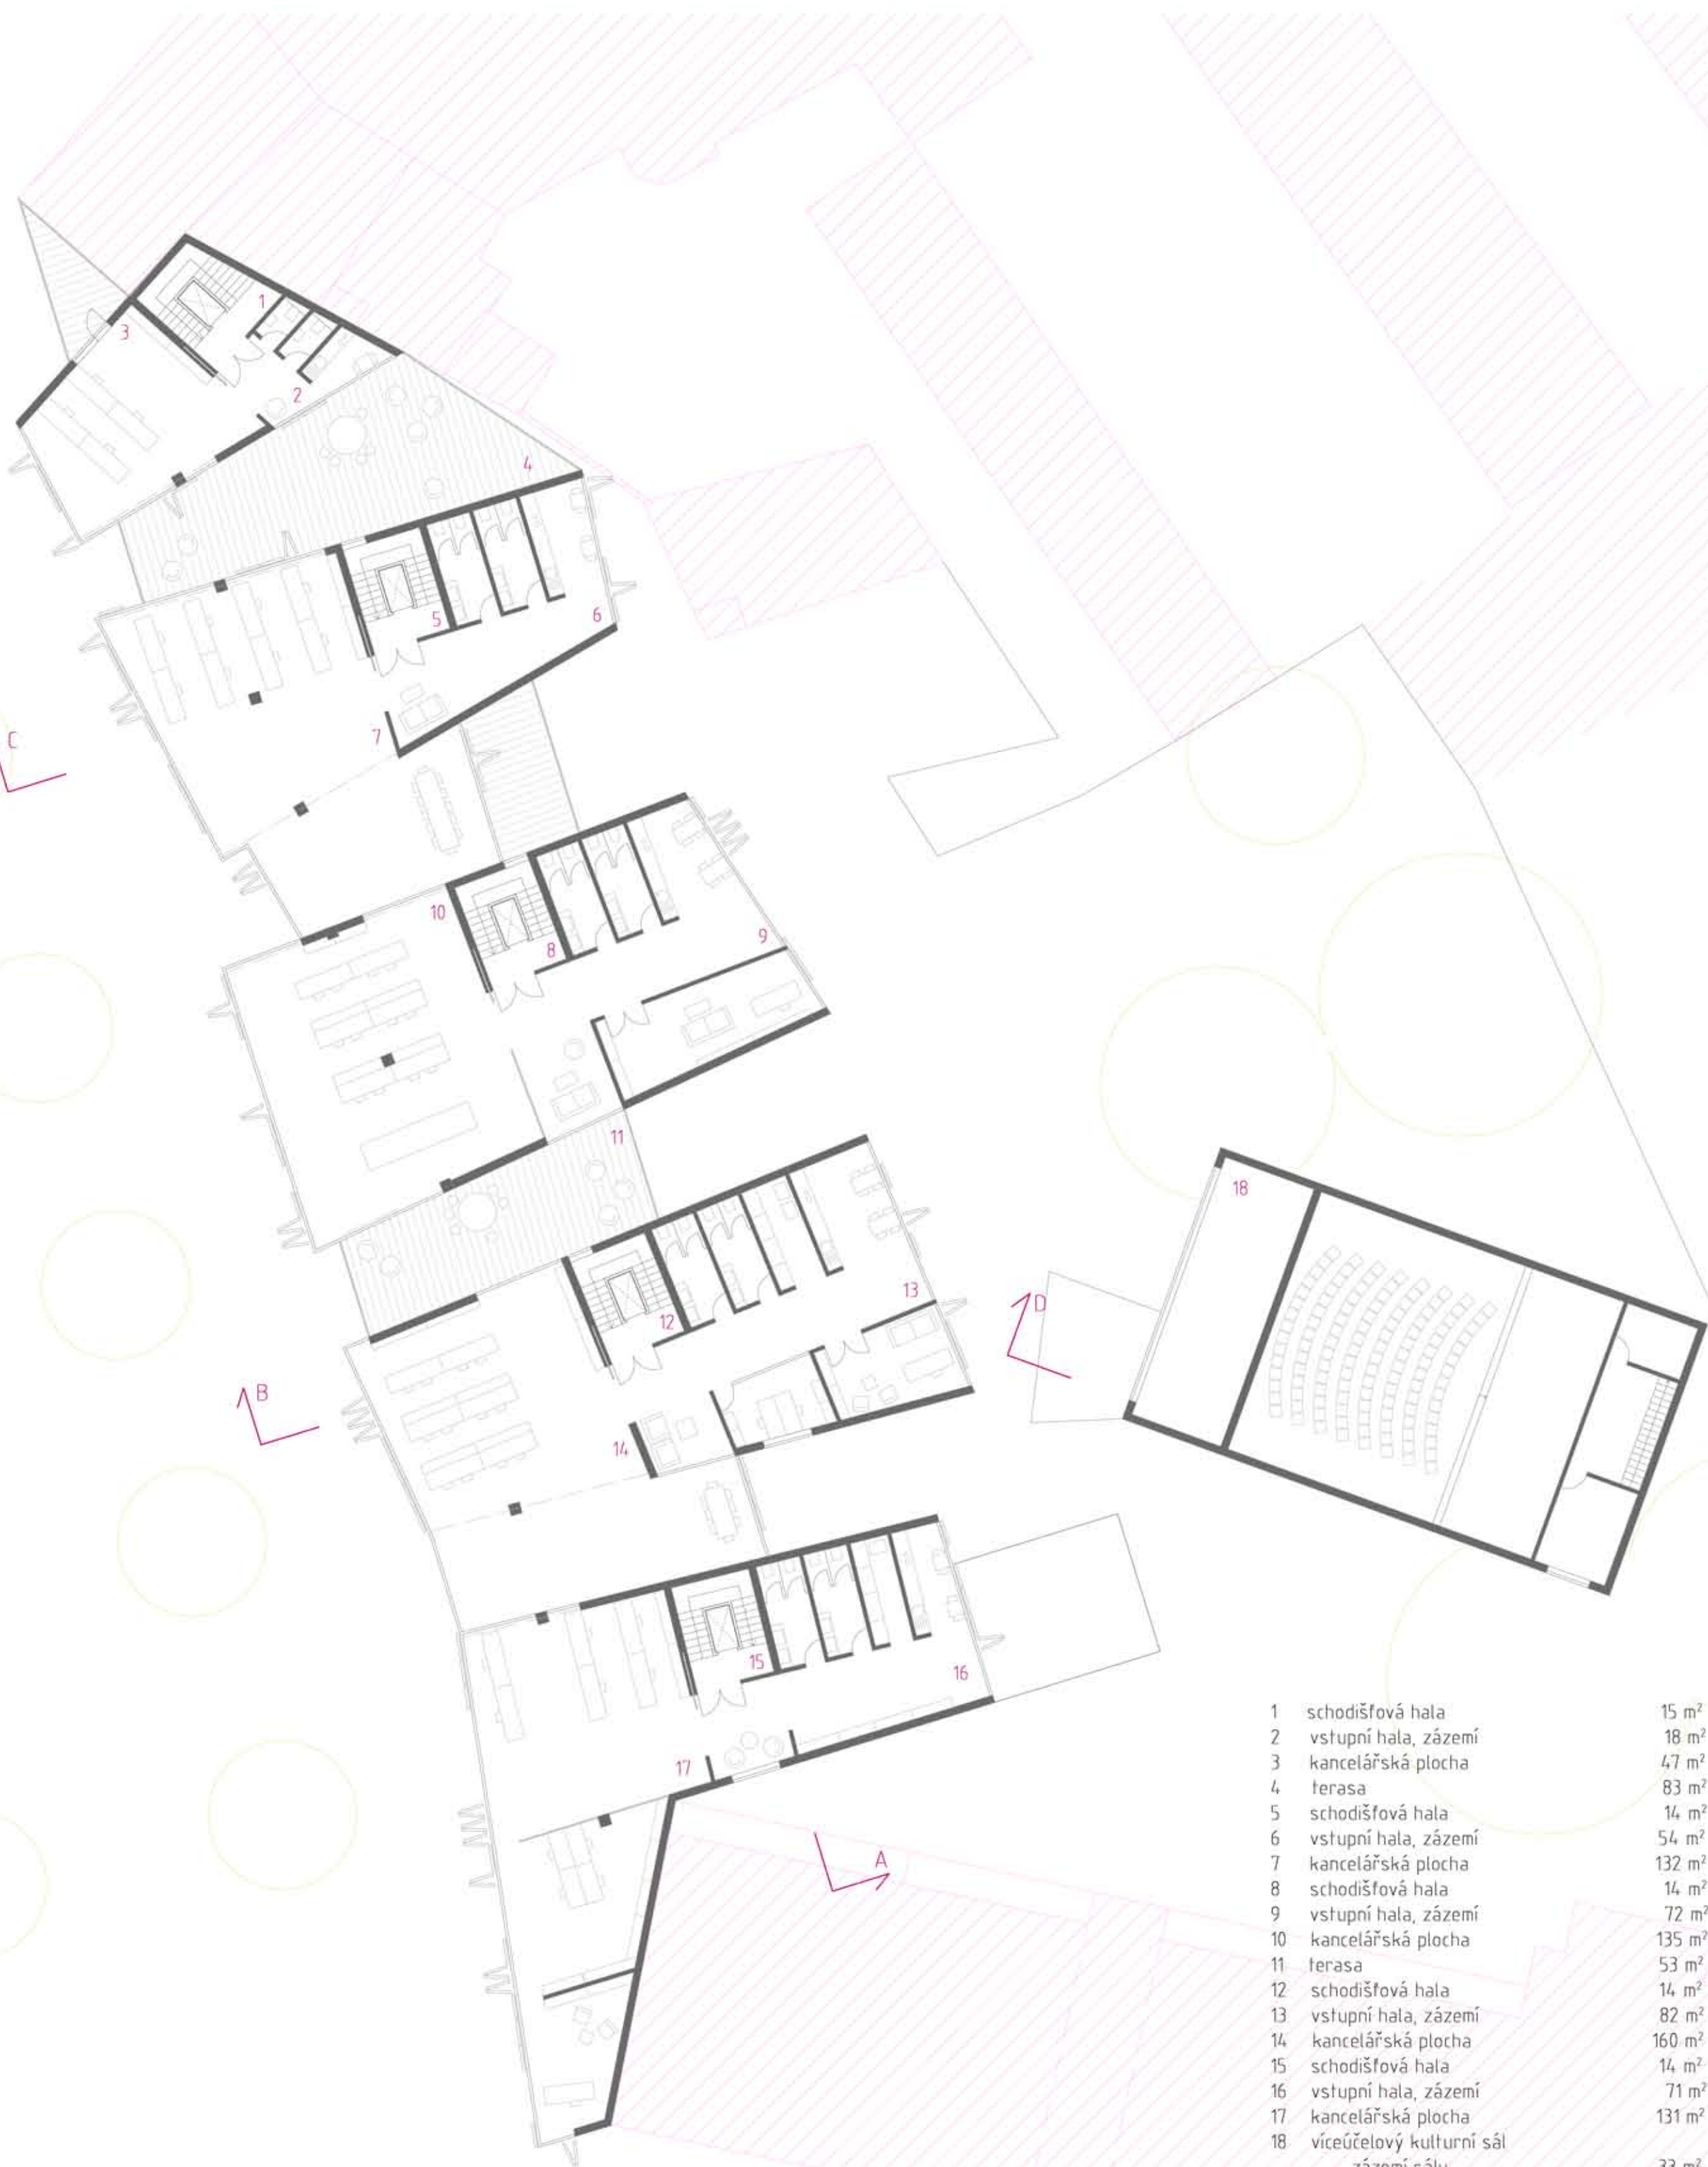 1
3
2
4
5
6
7
C
10
8
9
11
18
13
D
12
B
14
15
16
17
A
1 schodišťová hala 15 m²
2 vstupní hala, zázemí 18 m²
3 kancelářská plocha 47 m²
4 terasa 83 m²
5 schodišťová hala 14 m²
6 vstupní hala, zázemí 54 m²
7 kancelářská plocha 132 m²
8 schodišťová hala 14 m²
9 vstupní hala, zázemí 72 m²
10 kancelářská plocha 135 m²
11 terasa 53 m²
12 schodišťová hala 14 m²
13 vstupní hala, zázemí 82 m²
14 kancelářská plocha 160 m²
15 schodišťová hala 14 m²
16 vstupní hala, zázemí 71 m²
17 kancelářská plocha 131 m²
18 víceúčelový kulturní sál
zázemí sálu 33 m²